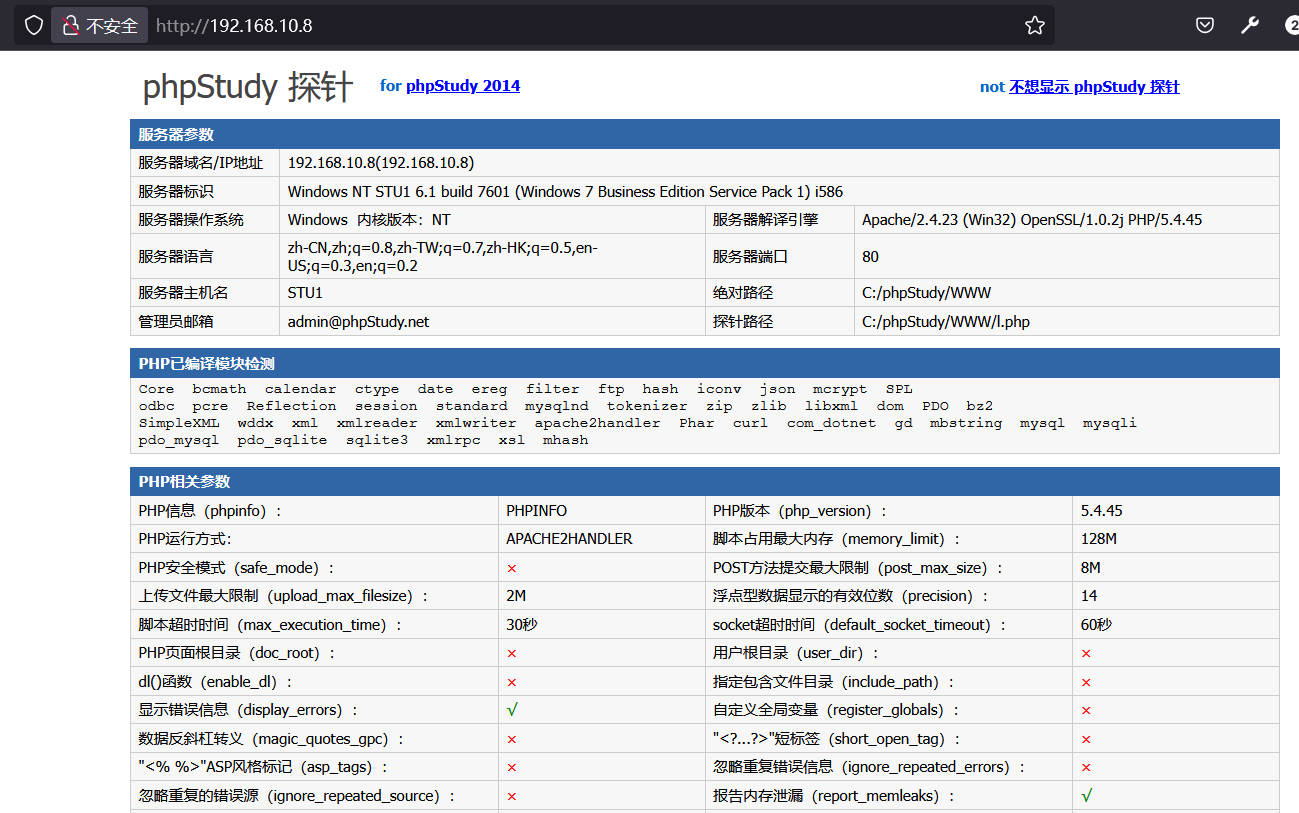 不安全 http://192.168.10.8 2
phpStudy 探针 for phpStudy 2014 not 不想显示 phpStudy 探针
服务器参数
服务器域名/IP地址 192.168.10.8(192.168.10.8)
服务器标识 Windows NT STU1 6.1 build 7601 (Windows 7 Business Edition Service Pack 1) i586
服务器操作系统 Windows 内核版本：NT 服务器解译引擎 Apache/2.4.23 (Win32) OpenSSL/1.0.2j PHP/5.4.45
服务器语言 zh-CN,zh;q=0.8,zh-TW;q=0.7,zh-HK;q=0.5,en-
US;q=0.3,en;q=0.2 服务器端口 80
服务器主机名 STU1 绝对路径 C:/phpStudy/WWW
管理员邮箱 admin@phpStudy.net 探针路径 C:/phpStudy/WWW/l.php
PHP已编译模块检测
Core bcmath calendar ctype date ereg filter ftp hash iconv json mcrypt SPL
odbc pcre Reflection session standard mysqlnd tokenizer zip zlib libxml dom PDO bz2
SimpleXML wddx xml xmlreader xmlwriter apache2handler Phar curl com_dotnet gd mbstring mysql mysqli
pdo_mysql pdo_sqlite sqlite3 xmlrpc xsl mhash
PHP相关参数
PHP信息（phpinfo）： PHPINFO PHP版本（php_version）： 5.4.45
PHP运行方式： APACHE2HANDLER 脚本占用最大内存（memory_limit）： 128M
PHP安全模式（safe_mode）： × POST方法提交最大限制（post_max_size）： 8M
上传文件最大限制（upload_max_filesize）： 2M 浮点型数据显示的有效位数（precision）： 14
脚本超时时间（max_execution_time）： 30秒 socket超时时间（default_socket_timeout）： 60秒
PHP页面根目录（doc_root）： × 用户根目录（user_dir）： ×
dl()函数（enable_dl）： × 指定包含文件目录（include_path）： ×
显示错误信息（display_errors）： √ 自定义全局变量（register_globals）： ×
数据反斜杠转义（magic_quotes_gpc）： × "<?...?>"短标签（short_open_tag）： ×
"<% %>"ASP风格标记（asp_tags）： × 忽略重复错误信息（ignore_repeated_errors）： ×
忽略重复的错误源（ignore_repeated_source）： × 报告内存泄漏（report_memleaks）： √